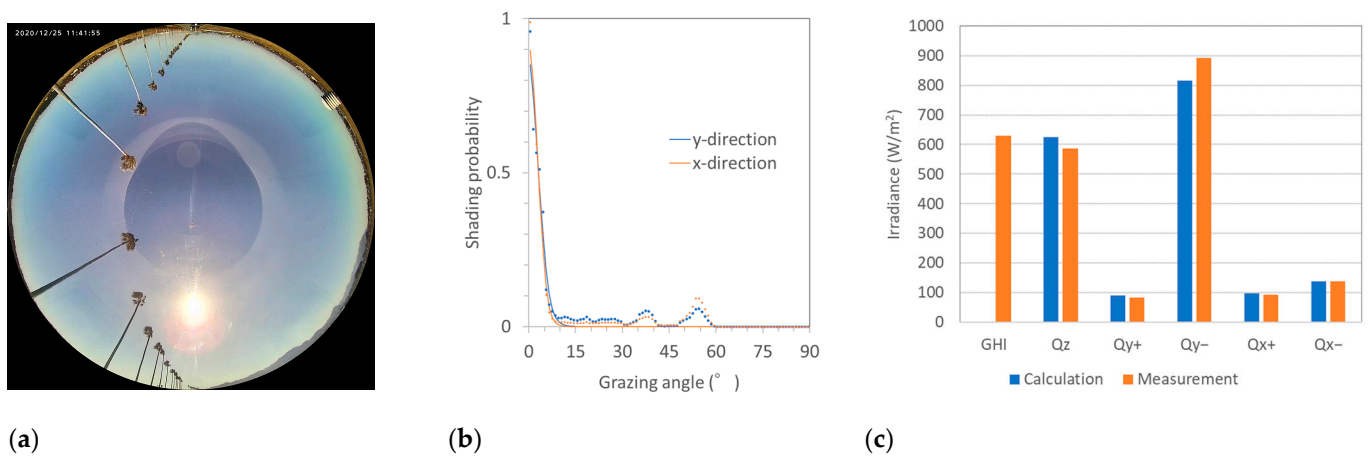 2020/12/25 11:41:55
Shading probability
1
0.5
0
y-direction
x-direction
0 15 30 45 60 75 90
Grazing angle (° )
Irradiance (W/m²)
1000
900
800
700
600
500
400
300
200
100
0
GHI Qz Qy+ Qy− Qx+ Qx−
Calculation Measurement
(a) (b) (c)